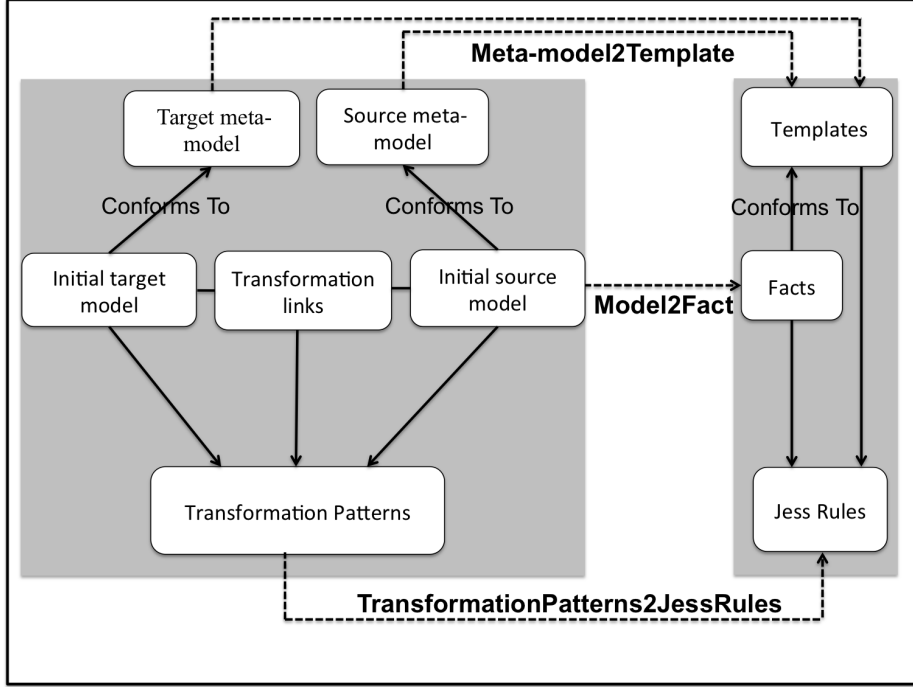 Meta-model2Template
Target meta-
model
Source meta-
model
Templates
Conforms To
Conforms To
Conforms To
Initial target
model
Transformation
links
Initial source
model
Model2Fact
Facts
Transformation Patterns
Jess Rules
TransformationPatterns2JessRules